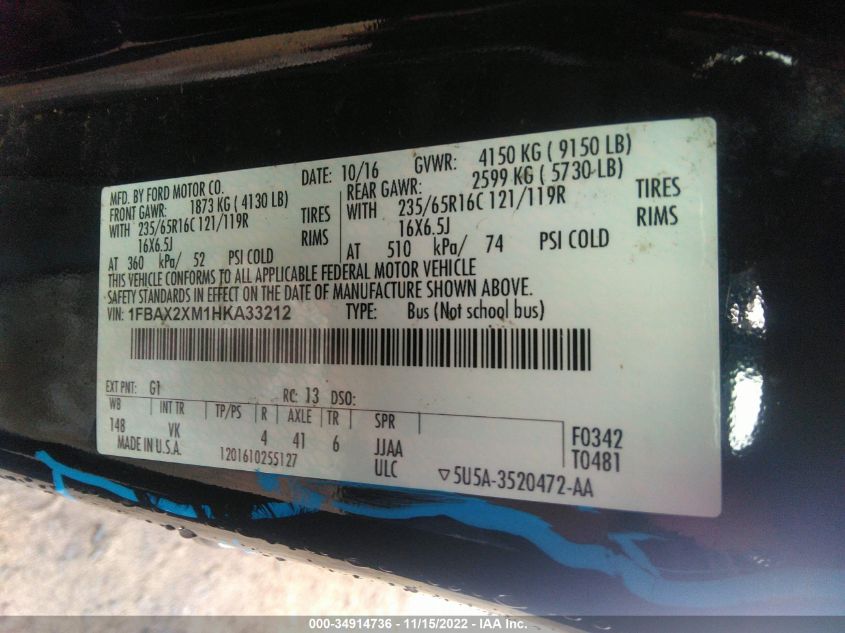 MFD. BY FORD MOTOR CO. DATE: 10/16 GVWR: 4150 KG ( 9150 LB)
FRONT GAWR: 1873 KG ( 4130 LB) REAR GAWR: 2599 KG ( 5730 LB)
WITH 235/65R16C 121/119R TIRES WITH 235/65R16C 121/119R TIRES
16X6.5J RIMS 16X6.5J RIMS
AT 360 kPa/ 52 PSI COLD AT 510 kPa/ 74 PSI COLD
THIS VEHICLE CONFORMS TO ALL APPLICABLE FEDERAL MOTOR VEHICLE
SAFETY STANDARDS IN EFFECT ON THE DATE OF MANUFACTURE SHOWN ABOVE.
VIN: 1FBAX2XM1HKA33212 TYPE: Bus (Not school bus)
EXT PNT: G1 RC: 13 DSO:
WB INT TR TP/PS R AXLE TR SPR
148 VK 4 41 6 JJAA F0342
MADE IN U.S.A. 1201610255127 ULC T0481
▽5U5A-3520472-AA
000-34914736 - 11/15/2022 - IAA Inc.